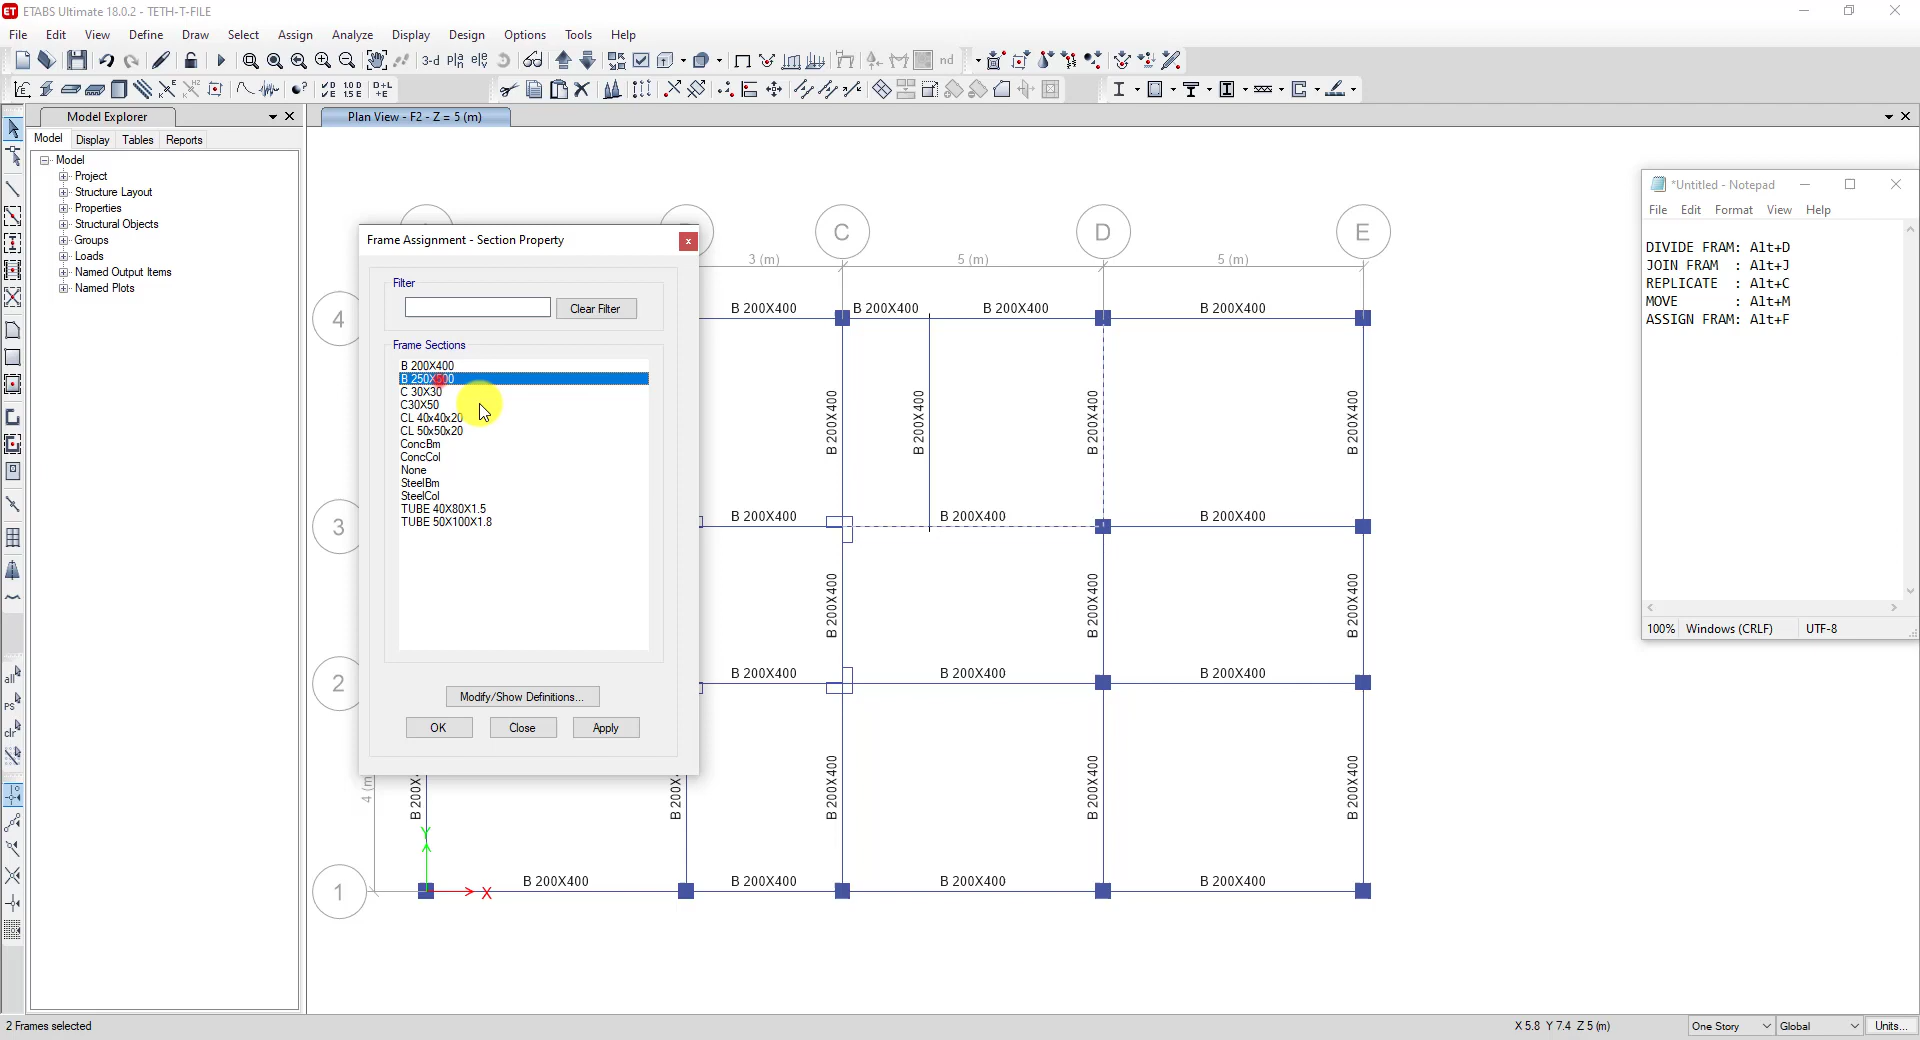 ETABS Ultimate 18.0.2 - TETH-T-FILE
File Edit View Define Draw Select Assign Analyze Display Design Options Tools Help
3-d
nd
Model Explorer
Plan View - F2 - Z = 5 (m)
Model Display Tables Reports
Model
Project
Structure Layout
Properties
Structural Objects
Groups
Loads
Named Output Items
Named Plots
all
ps
clr
Frame Assignment - Section Property
Filter
Clear Filter
Frame Sections
B 200X400
B 250X500
C 30X30
C30X50
CL 40x40x20
CL 50x50x20
ConcBm
ConcCol
None
SteelBm
SteelCol
TUBE 40X80X1.5
TUBE 50X100X1.8
Modify/Show Definitions...
OK Close Apply
C D E
3 (m) 5 (m) 5 (m)
4
B 200X400 B 200X400 B 200X400 B 200X400
B 200X400 B 200X400 B 200X400 B 200X400
3
B 200X400 B 200X400 B 200X400
B 200X400 B 200X400 B 200X400
2
B 200X400 B 200X400 B 200X400
4 (m
B 200X4 B 200X B 200X400 B 200X400 B 200X400
Y
1
X
B 200X400 B 200X400 B 200X400 B 200X400
*Untitled - Notepad
File Edit Format View Help
DIVIDE FRAM: Alt+D
JOIN FRAM : Alt+J
REPLICATE : Alt+C
MOVE : Alt+M
ASSIGN FRAM: Alt+F
100% Windows (CRLF) UTF-8
2 Frames selected
X 5.8 Y 7.4 Z 5 (m)
One Story Global Units...